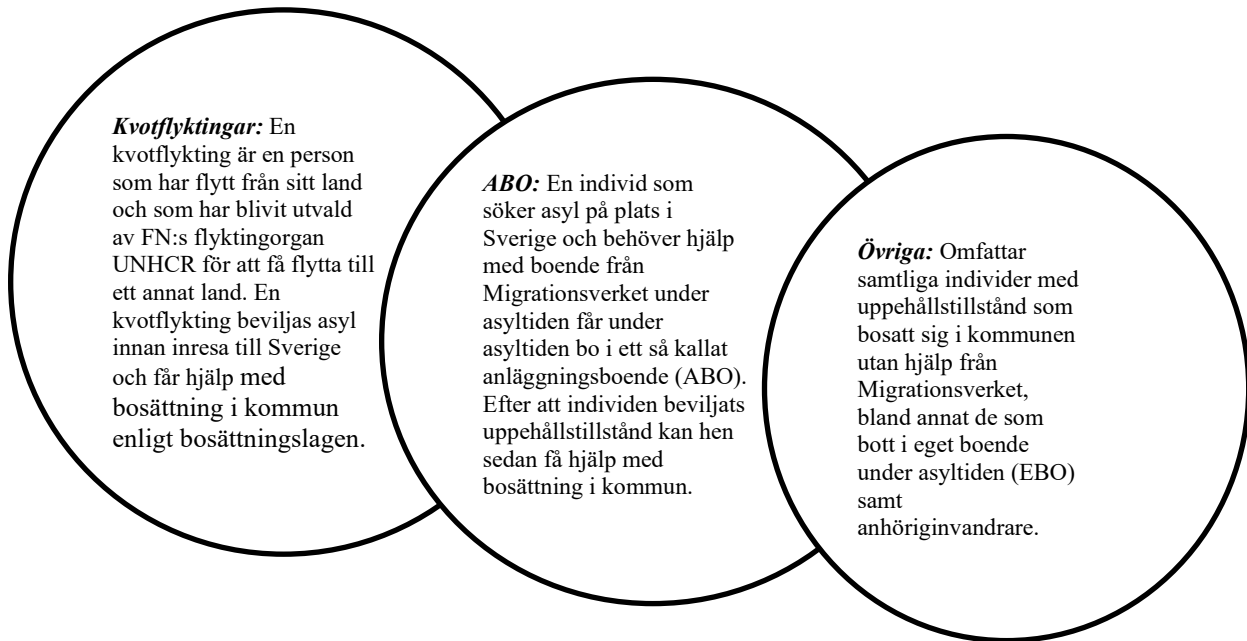 Kvotflyktingar: En
kvotflykting är en person
som har flytt från sitt land
och som har blivit utvald
av FN:s flyktingorgan
UNHCR för att få flytta till
ett annat land. En
kvotflykting beviljas asyl
innan inresa till Sverige
och får hjälp med
bosättning i kommun
enligt bosättningslagen.
ABO: En individ som
söker asyl på plats i
Sverige och behöver hjälp
med boende från
Migrationsverket under
asyltiden får under
asyltiden bo i ett så kallat
anläggningsboende (ABO).
Efter att individen beviljats
uppehållstillstånd kan hen
sedan få hjälp med
bosättning i kommun.
Övriga: Omfattar
samtliga individer med
uppehållstillstånd som
bosatt sig i kommunen
utan hjälp från
Migrationsverket,
bland annat de som
bott i eget boende
under asyltiden (EBO)
samt
anhöriginvandrare.